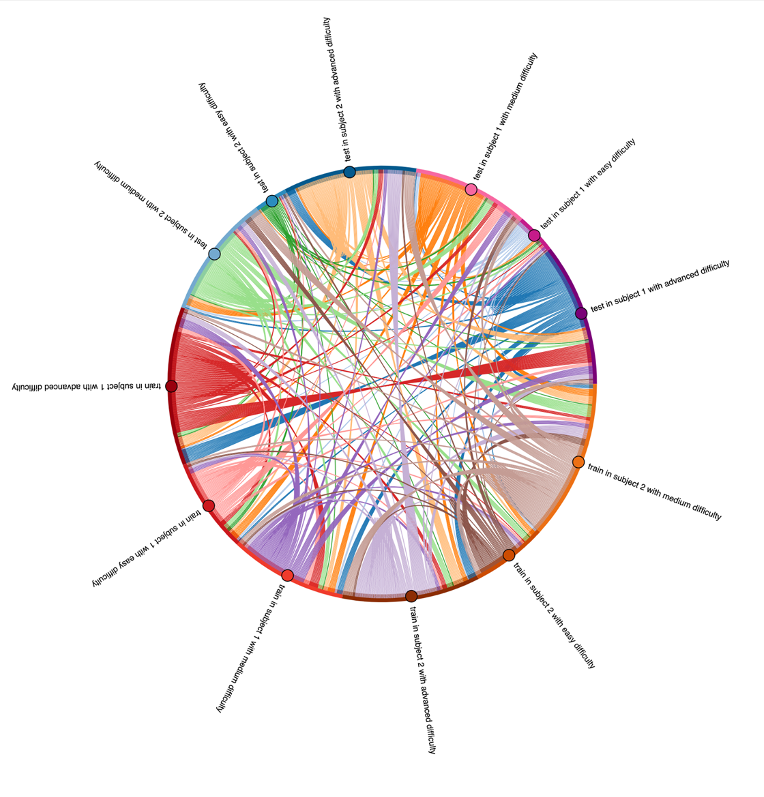 test in subject 2 with advanced difficulty
test in subject 1 with medium difficulty
test in subject 2 with easy difficulty
test in subject 1 with easy difficulty
test in subject 2 with medium difficulty
test in subject 1 with advanced difficulty
train in subject 1 with advanced difficulty
train in subject 2 with medium difficulty
train in subject 1 with easy difficulty
train in subject 2 with easy difficulty
train in subject 1 with medium difficulty
train in subject 2 with advanced difficulty